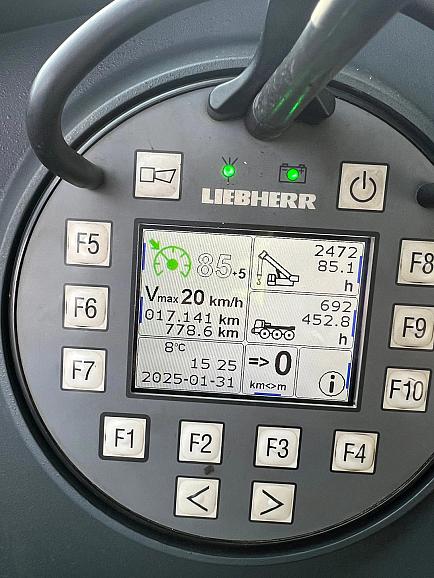 LIEBHERR
F5
F6
F7
F8
F9
F10
85 +5
Vmax 20 km/h
017.141 km
778.6 km
8°C
15 25
2025-01-31
2472
85.1
h
692
452.8
h
=> 0
km<>m
i
F1
F2
F3
F4
<
>